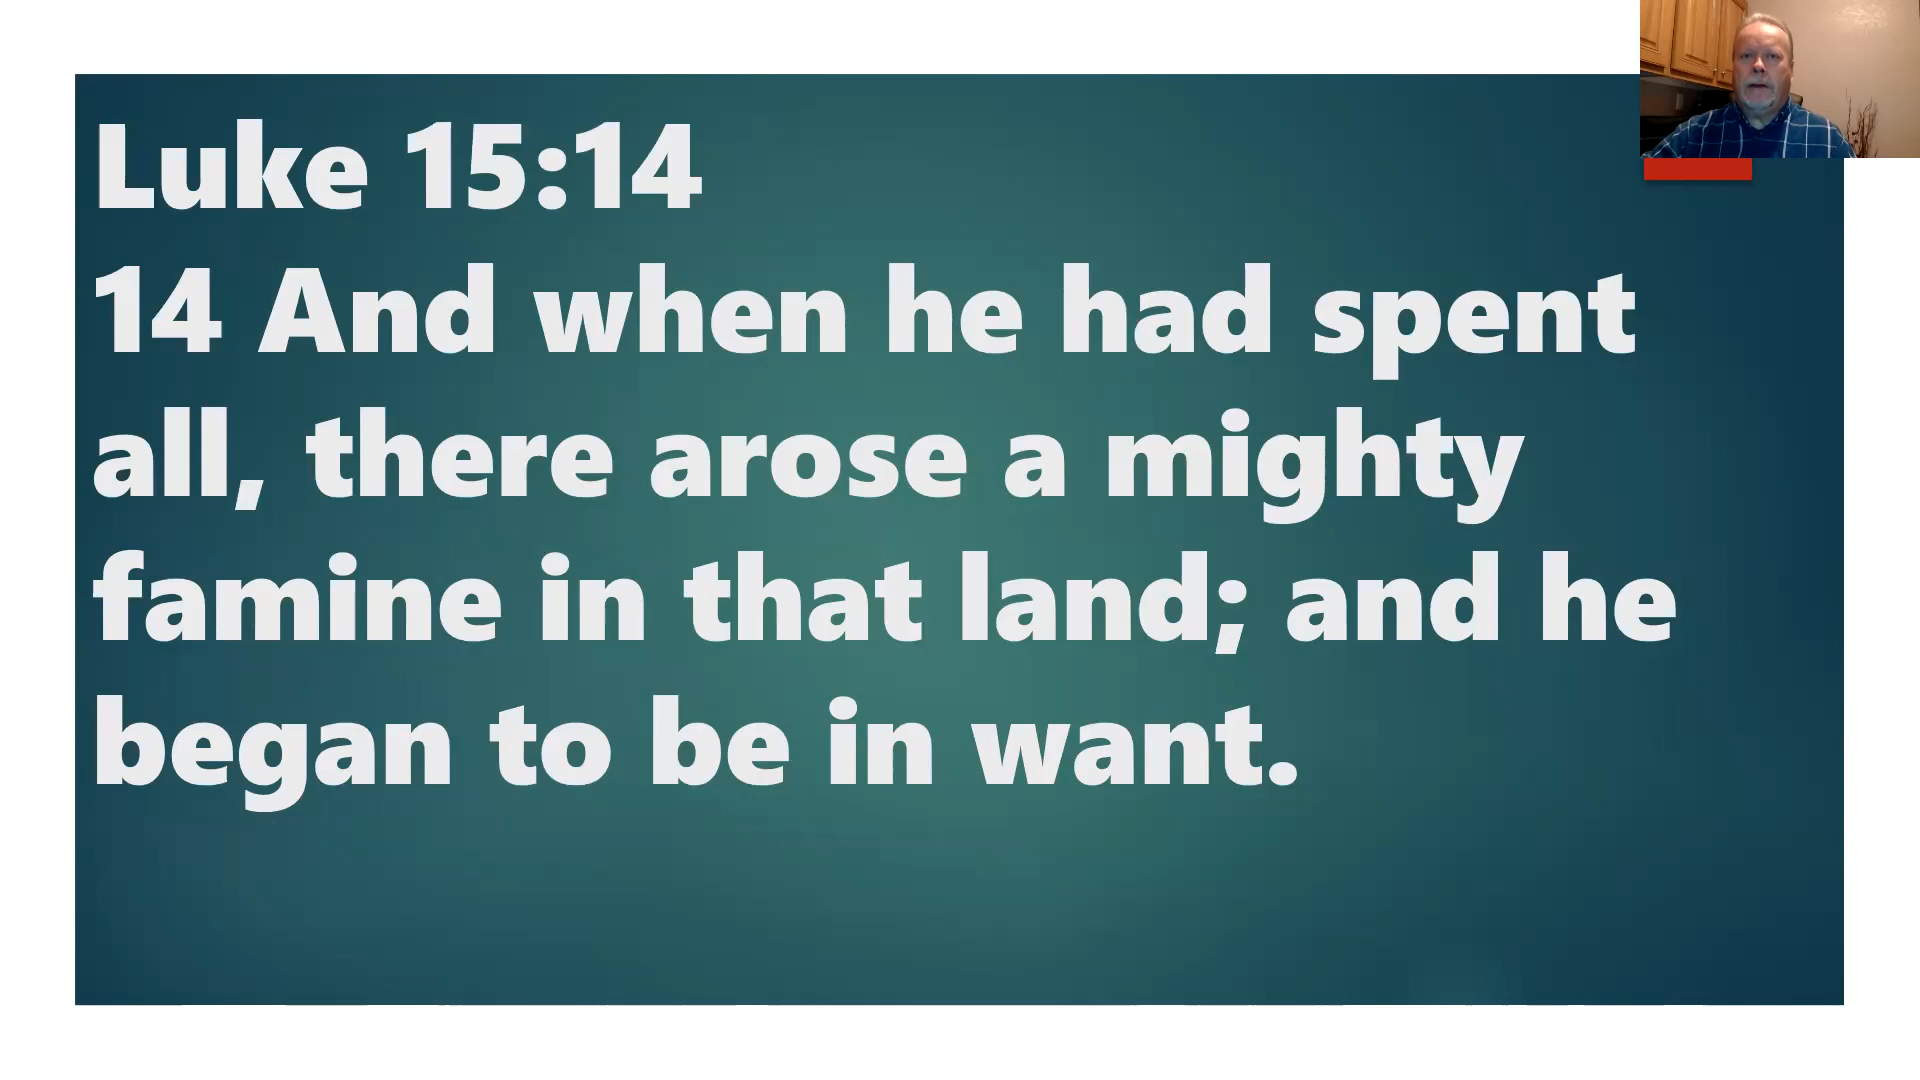 Luke 15:14
14 And when he had spent
all, there arose a mighty
famine in that land; and he
began to be in want.